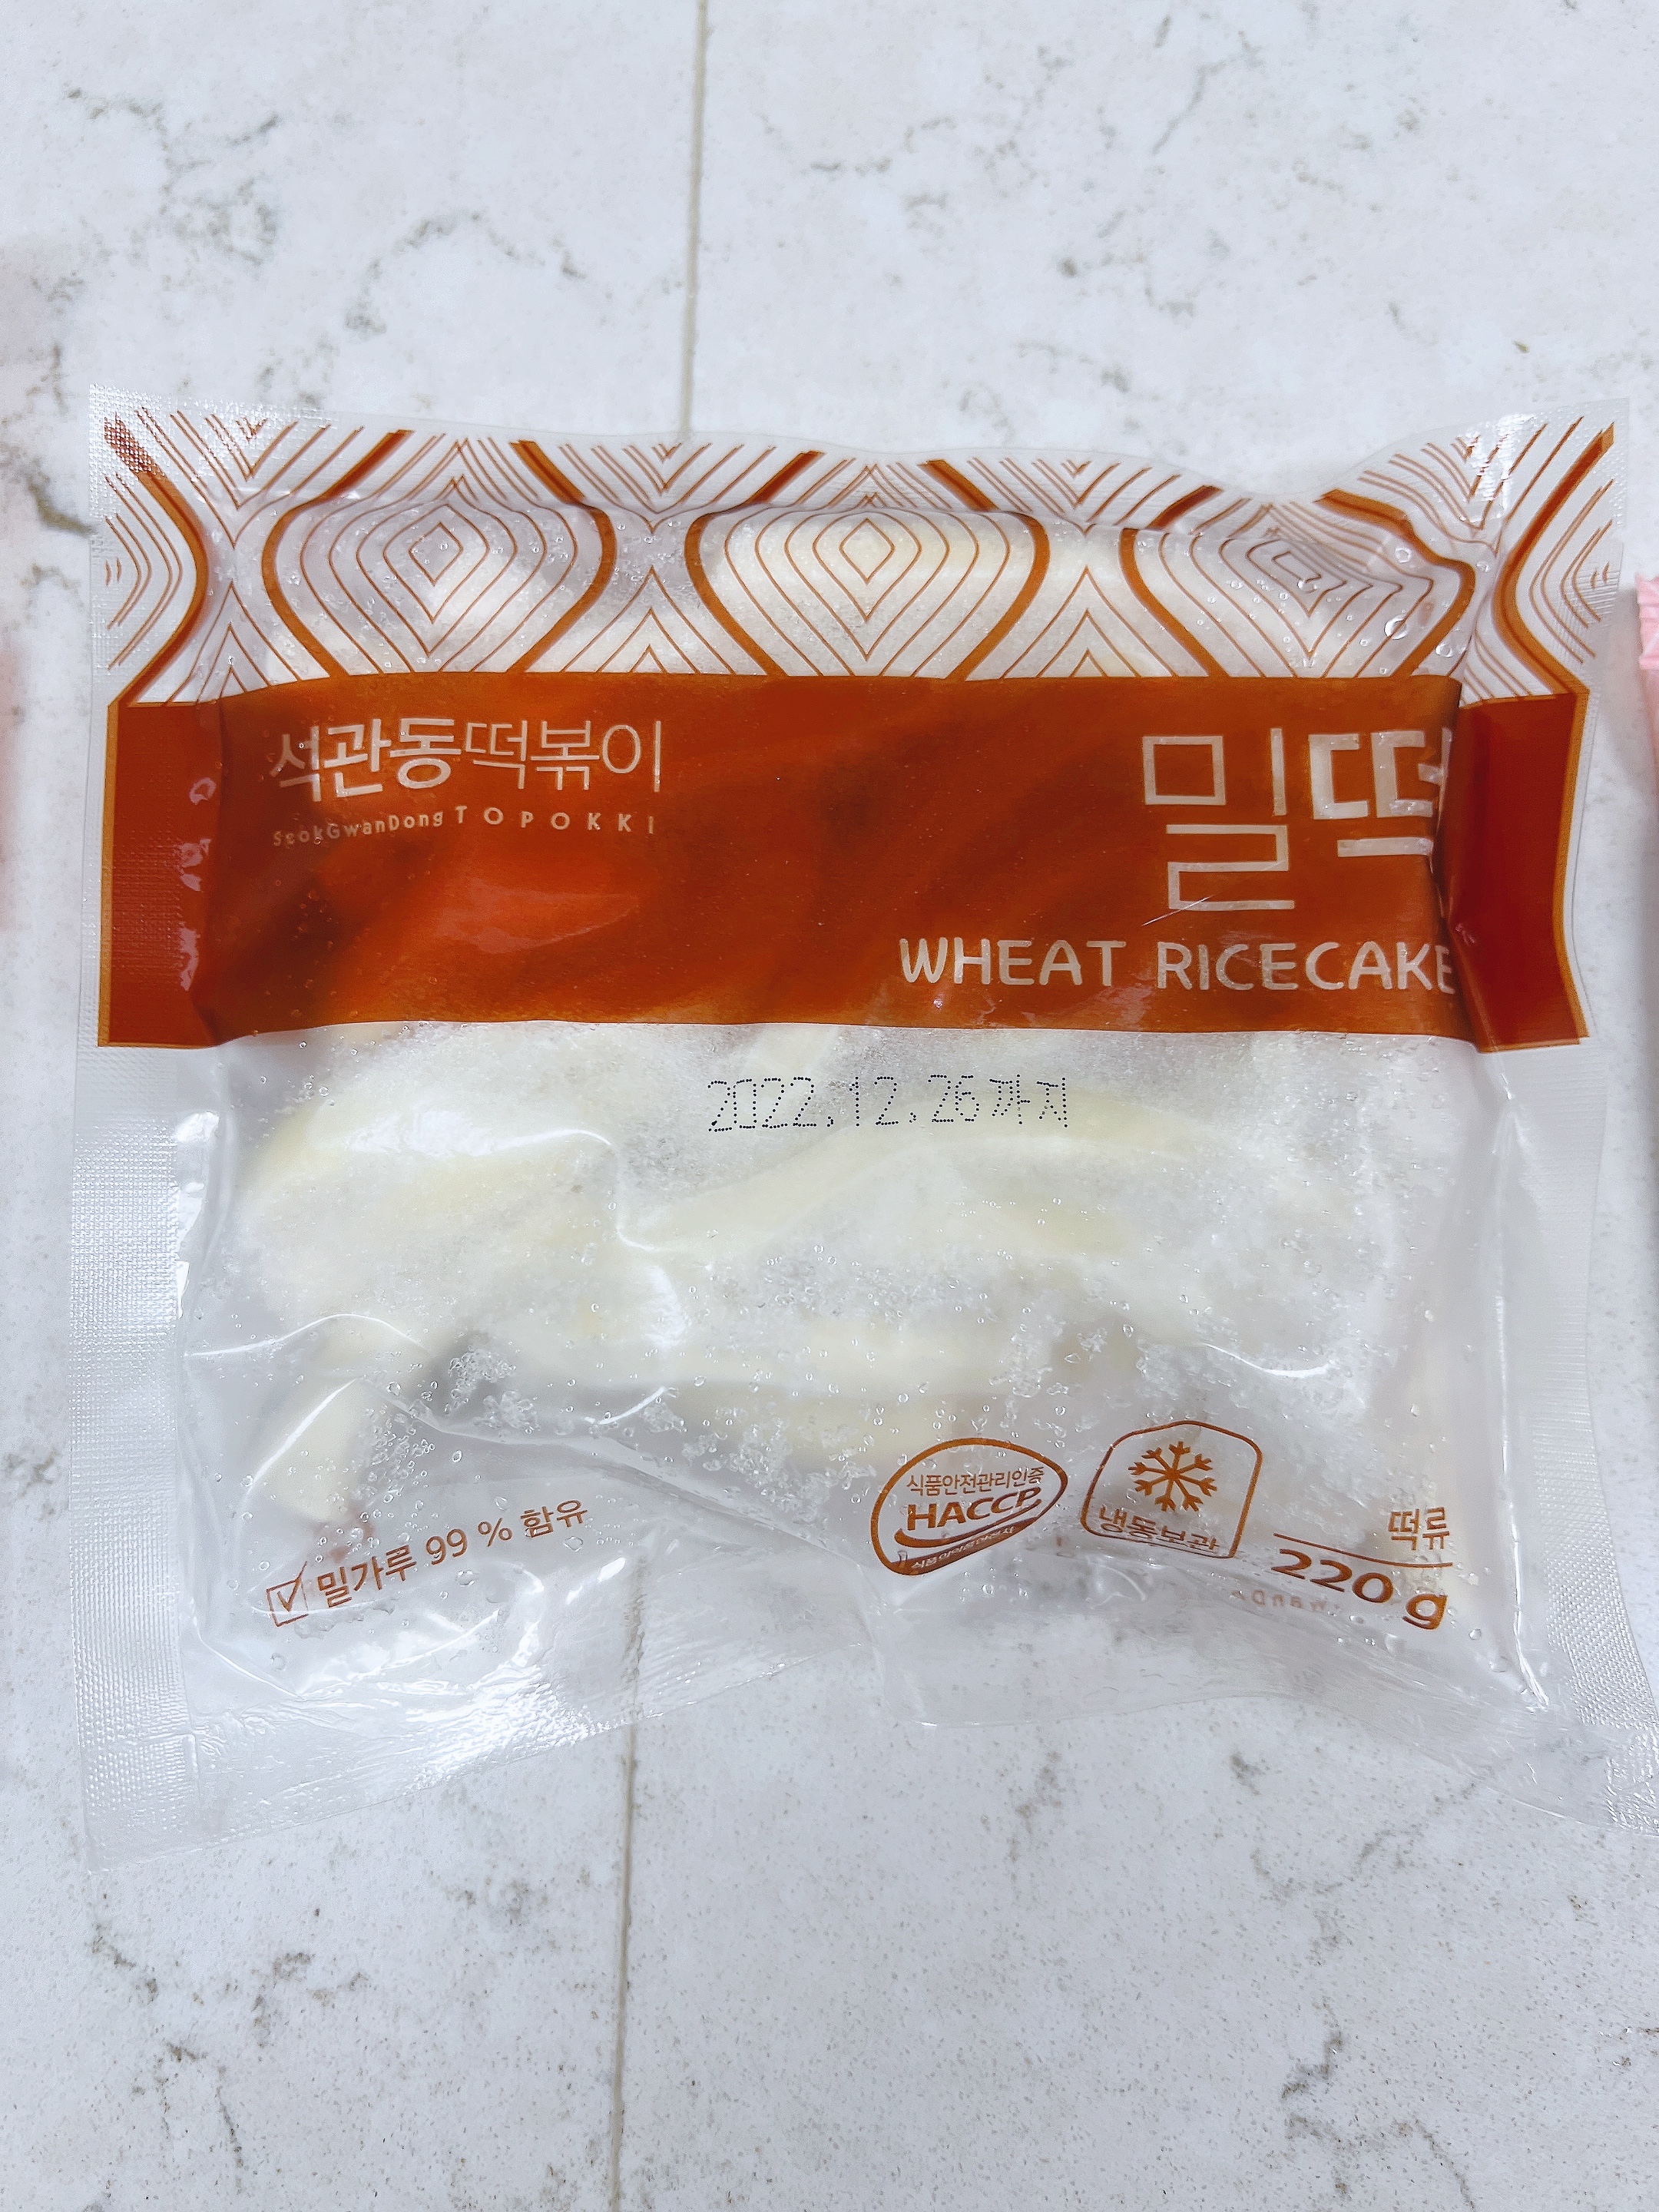 석관동떡볶이
SeokGwanDong TOPOKKI
밀떡
WHEAT RICECAKE
2022.12.26까지
밀가루 99 % 함유
식품안전관리인증
HACCP
냉동보관
떡류
220 g